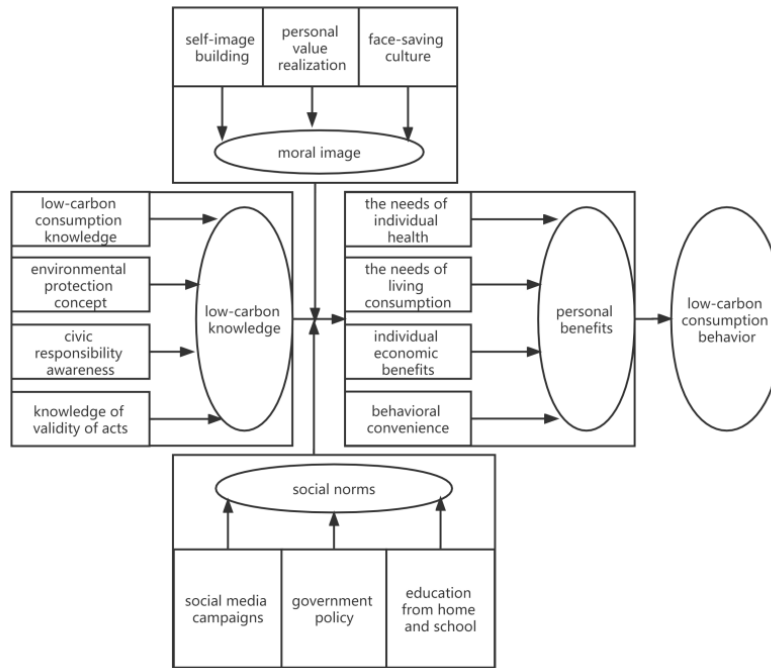 self-image
building
personal
value
realization
face-saving
culture
moral image
low-carbon
consumption
knowledge
environmental
protection
concept
civic
responsibility
awareness
knowledge of
validity of acts
low-carbon
knowledge
the needs of
individual
health
the needs of
living
consumption
individual
economic
benefits
behavioral
convenience
personal
benefits
low-carbon
consumption
behavior
social norms
social media
campaigns
government
policy
education
from home
and school